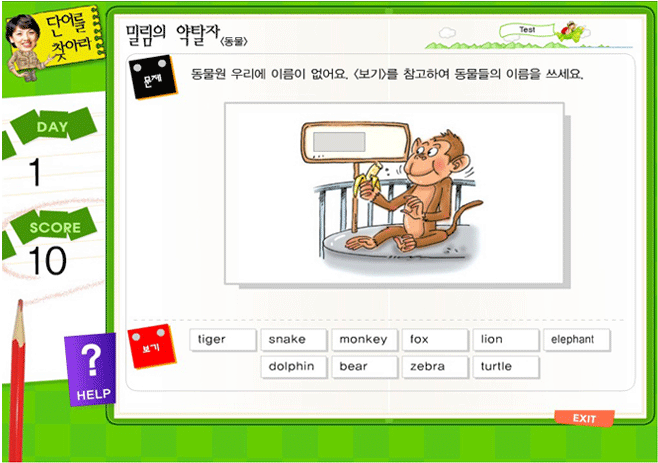 단어를
찾아라
밀림의 약탈자 <동물>
Test
문제
동물원 우리에 이름이 없어요. <보기>를 참고하여 동물들의 이름을 쓰세요.
DAY
1
SCORE
10
보기
tiger snake monkey fox lion elephant
dolphin bear zebra turtle
?
HELP
EXIT